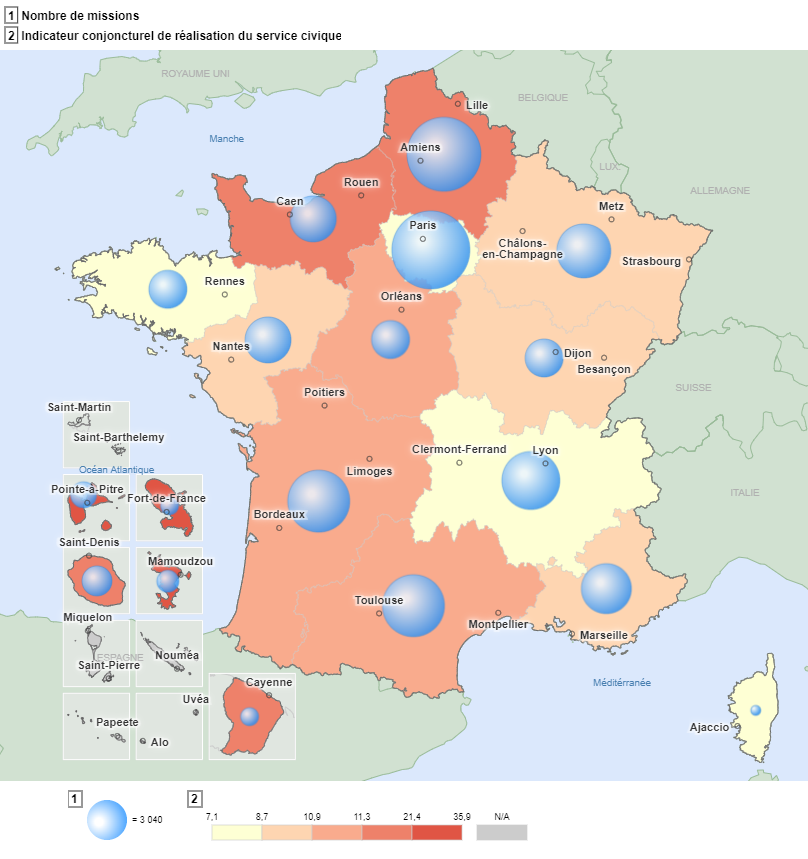 1 Nombre de missions
2 Indicateur conjoncturel de réalisation du service civique
ROYAUME UNI
BELGIQUE
Lille
Manche
Amiens
LUX.
Rouen
ALLEMAGNE
Caen
Metz
Paris
Châlons-
en-Champagne
Strasbourg
Rennes
Orléans
Nantes
Dijon
Besançon
SUISSE
Poitiers
Saint-Martin
Saint-Barthelemy
Clermont-Ferrand
Lyon
Océan Atlantique
Limoges
Pointe-à-Pitre
Fort-de-France
ITALIE
Bordeaux
Saint-Denis
Mamoudzou
Toulouse
Miquelon
Montpellier
Marseille
ESPAGNE
Nouméa
Saint-Pierre
Cayenne
Méditérranée
Uvéa
Papeete
Ajaccio
Alo
1
= 3 040
2
7,1 8,7 10,9 11,3 21,4 35,9 N/A